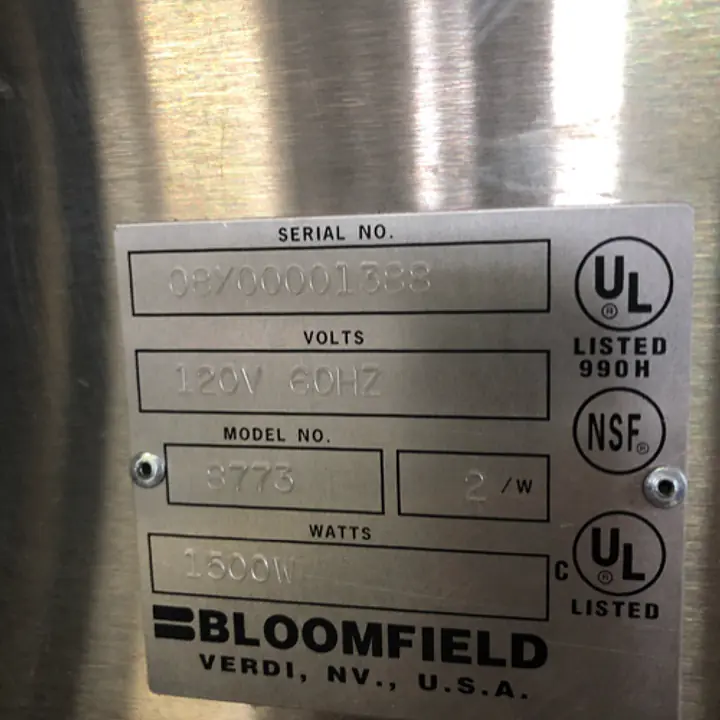 SERIAL NO.
08Y00001388
VOLTS
120V 60HZ
MODEL NO.
8773
2 /W
WATTS
1500W
BLOOMFIELD
VERDI, NV., U.S.A.
UL
®
LISTED
990H
NSF®
C UL
®
LISTED